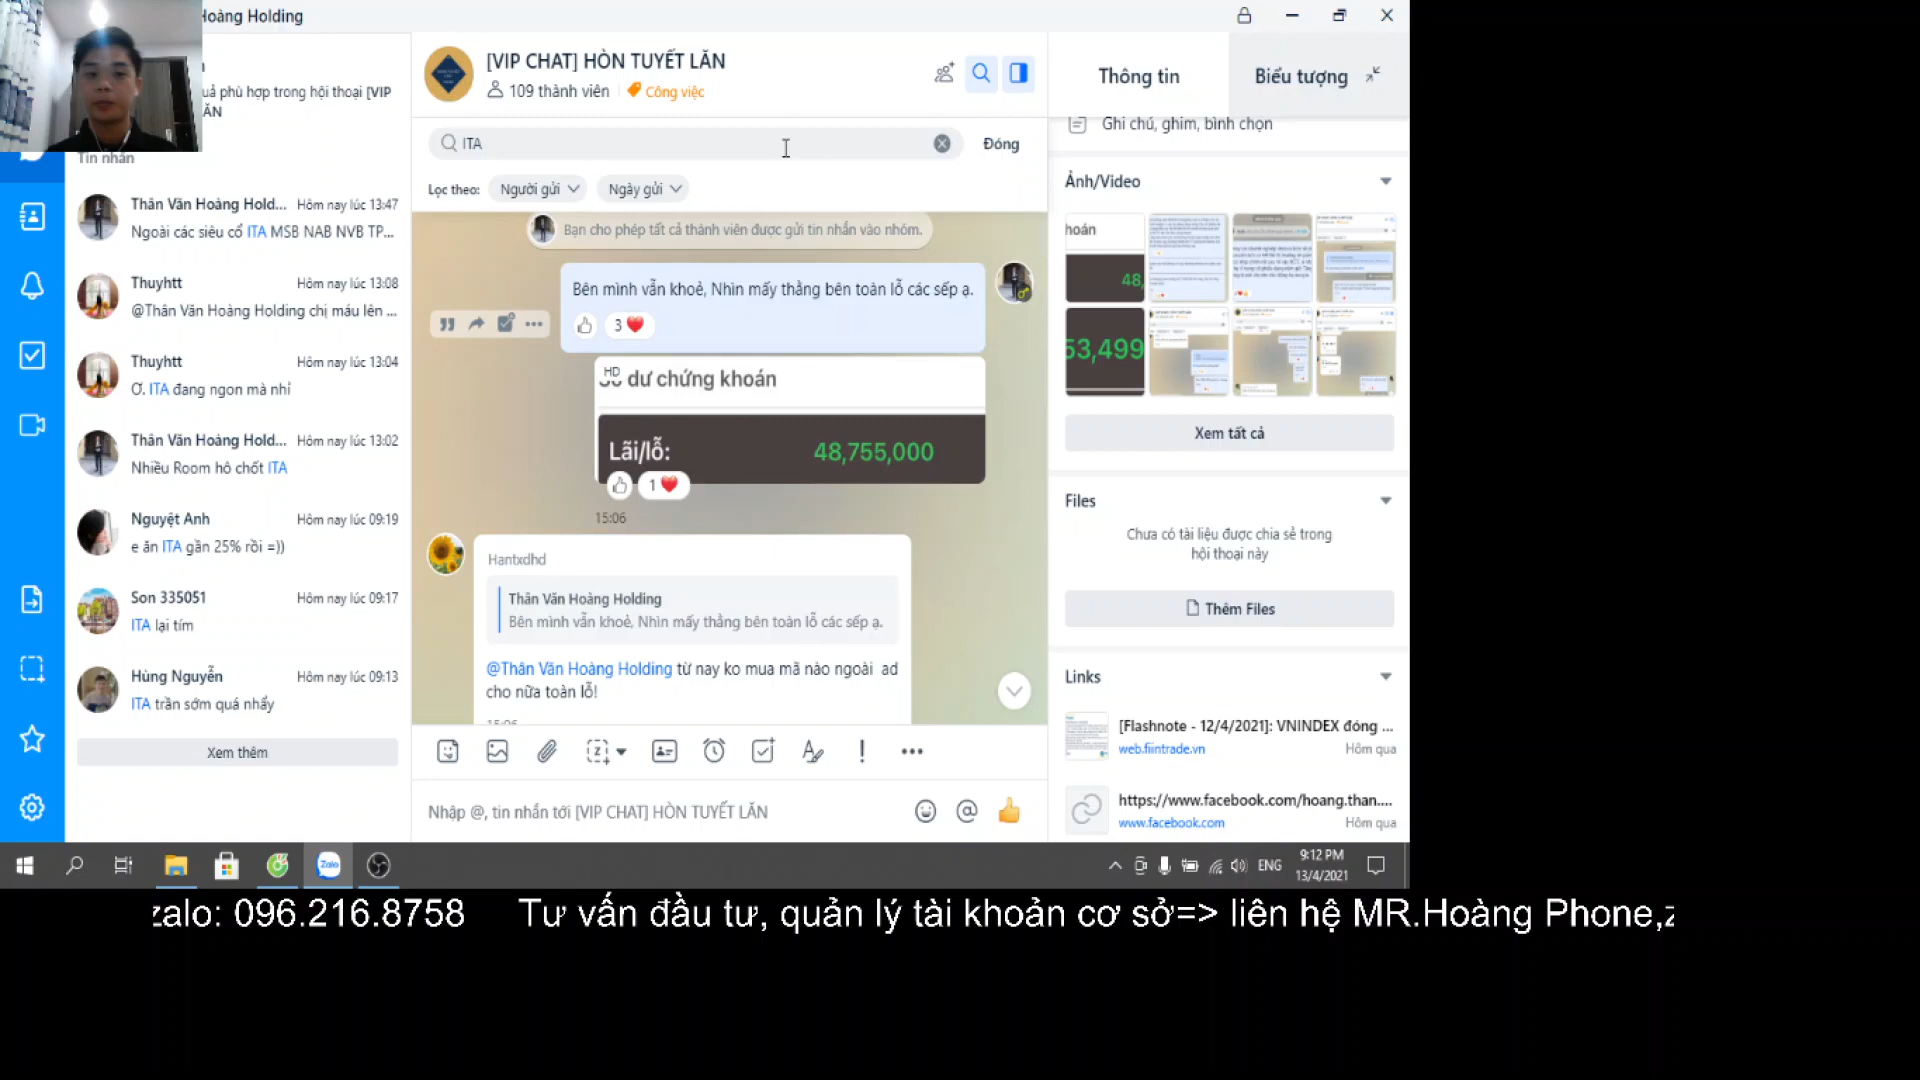 Hoàng Holding
uả phù hợp trong hội thoại [VIP
ĂN
Tin nhắn
Thân Văn Hoàng Hold... Hôm nay lúc 13:47
Ngoài các siêu cổ ITA MSB NAB NVB TP...
Thuyhtt Hôm nay lúc 13:08
@Thân Văn Hoàng Holding chị máu lên ...
Thuyhtt Hôm nay lúc 13:04
Ơ. ITA đang ngon mà nhỉ
Thân Văn Hoàng Hold... Hôm nay lúc 13:02
Nhiều Room hô chốt ITA
Nguyệt Anh Hôm nay lúc 09:19
e ăn ITA gần 25% rồi =))
Son 335051 Hôm nay lúc 09:17
ITA lại tím
Hùng Nguyễn Hôm nay lúc 09:13
ITA trần sớm quá nhẩy
Xem thêm
[VIP CHAT] HÒN TUYẾT LĂN
109 thành viên Công việc
ITA
Đóng
Lọc theo: Người gửi Ngày gửi
Bạn cho phép tất cả thành viên được gửi tin nhắn vào nhóm.
Bên mình vẫn khoẻ, Nhìn mấy thằng bên toàn lỗ các sếp ạ.
3
HD
dư chứng khoán
Lãi/lỗ: 48,755,000
1
15:06
Hantxdhd
Thân Văn Hoàng Holding
Bên mình vẫn khoẻ, Nhìn mấy thằng bên toàn lỗ các sếp ạ.
@Thân Văn Hoàng Holding từ nay ko mua mã nào ngoài ad
cho nữa toàn lỗ!
15:06
Nhập @, tin nhắn tới [VIP CHAT] HÒN TUYẾT LĂN
Thông tin Biểu tượng
Ghi chú, ghim, bình chọn
Ảnh/Video
hoán
48,
53,499
Xem tất cả
Files
Chưa có tài liệu được chia sẻ trong
hội thoại này
Thêm Files
Links
[Flashnote - 12/4/2021]: VNINDEX đóng ...
web.fiintrade.vn Hôm qua
https://www.facebook.com/hoang.than....
www.facebook.com Hôm qua
Zalo
ENG
9:12 PM
13/4/2021
zalo: 096.216.8758 Tư vấn đầu tư, quản lý tài khoản cơ sở=> liên hệ MR.Hoàng Phone,z